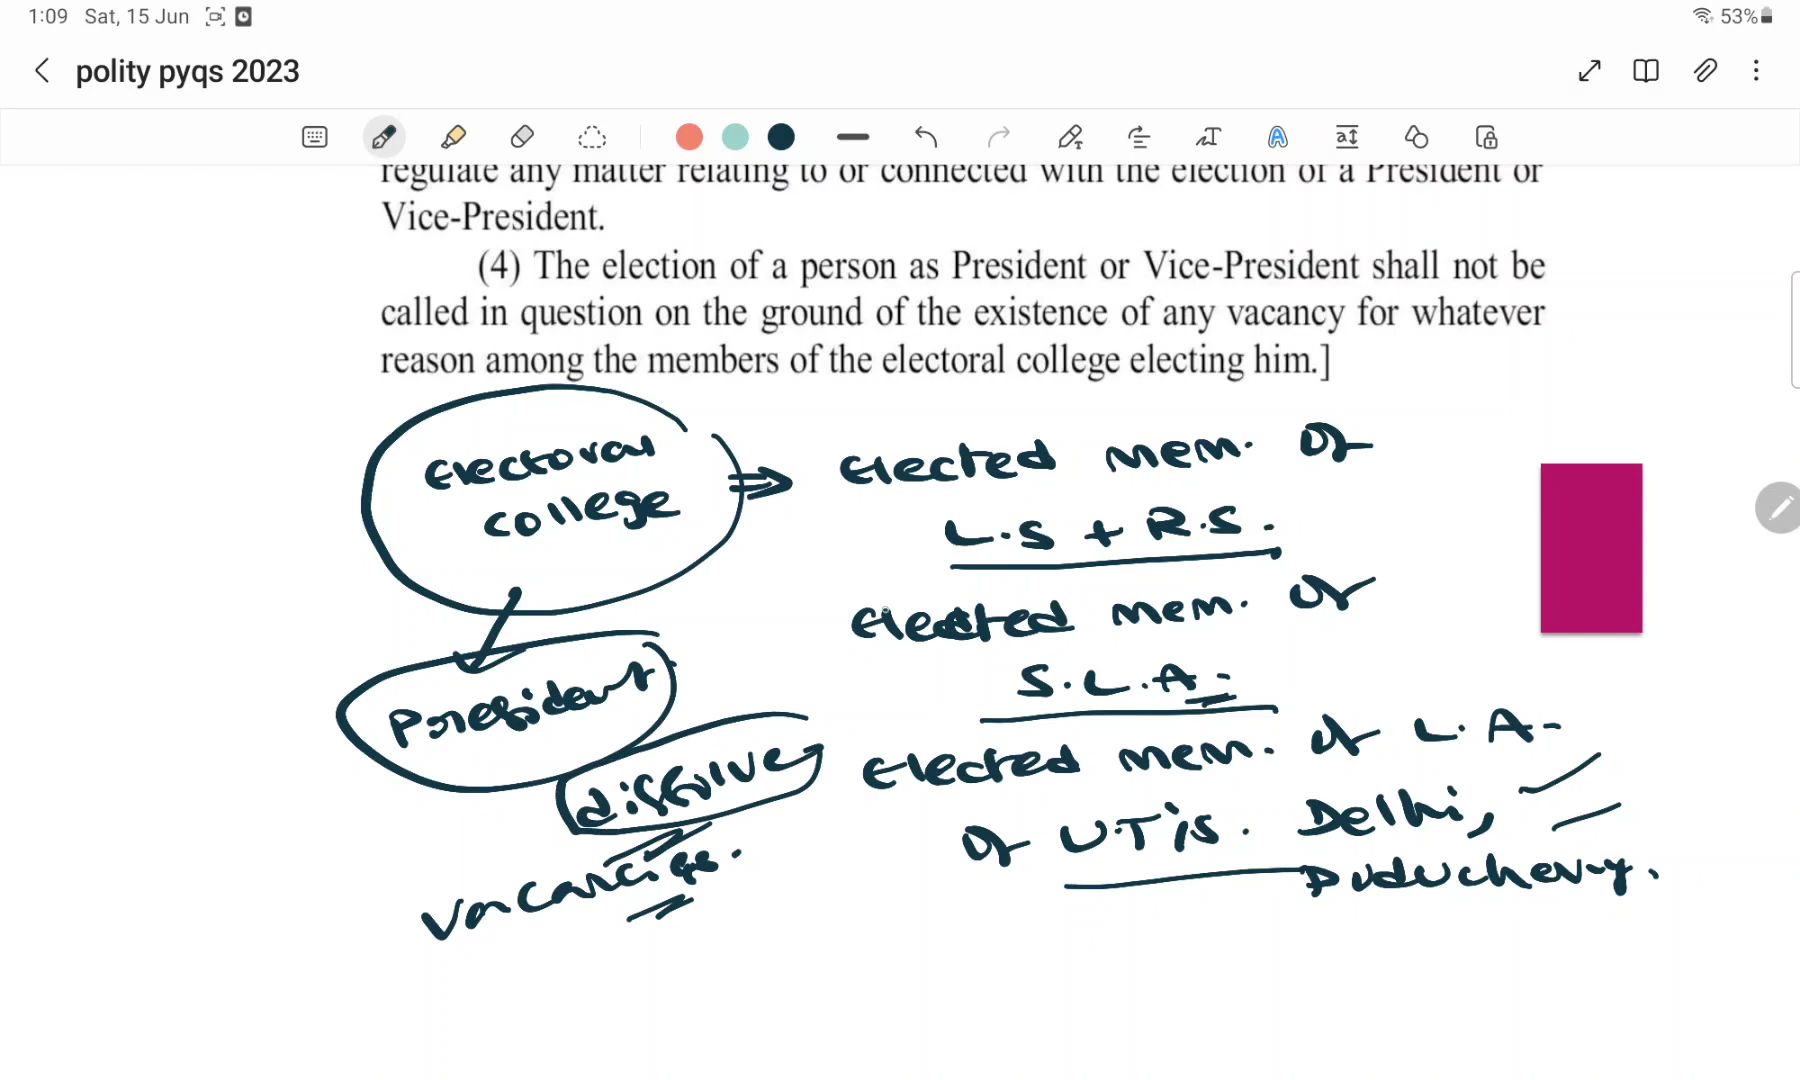 1:09 Sat, 15 Jun 53%
polity pyqs 2023
regulate any matter relating to or connected with the election of a President or
Vice-President.
(4) The election of a person as President or Vice-President shall not be
called in question on the ground of the existence of any vacancy for whatever
reason among the members of the electoral college electing him.]
Electoral
college
President
dissolve
vacancies.
Elected mem. of
L.S + R.S.
Elected mem. of
S.L.A.
Elected mem. of L.A.
of U.T's. Delhi,
Puducherry.